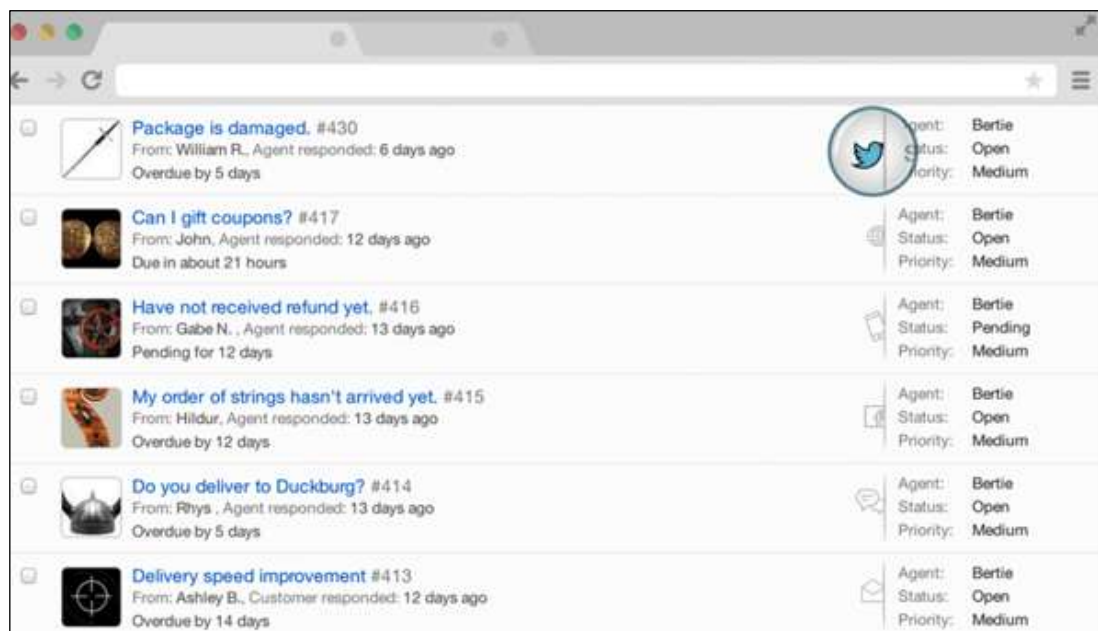 Package is damaged. #430
From: William R., Agent responded: 6 days ago
Overdue by 5 days
Agent: Bertie
Status: Open
Priority: Medium
Can I gift coupons? #417
From: John, Agent responded: 12 days ago
Due in about 21 hours
Agent: Bertie
Status: Open
Priority: Medium
Have not received refund yet. #416
From: Gabe N. , Agent responded: 13 days ago
Pending for 12 days
Agent: Bertie
Status: Pending
Priority: Medium
My order of strings hasn't arrived yet. #415
From: Hildur, Agent responded: 13 days ago
Overdue by 12 days
Agent: Bertie
Status: Open
Priority: Medium
Do you deliver to Duckburg? #414
From: Rhys , Agent responded: 13 days ago
Overdue by 5 days
Agent: Bertie
Status: Open
Priority: Medium
Delivery speed improvement #413
From: Ashley B., Customer responded: 12 days ago
Overdue by 14 days
Agent: Bertie
Status: Open
Priority: Medium